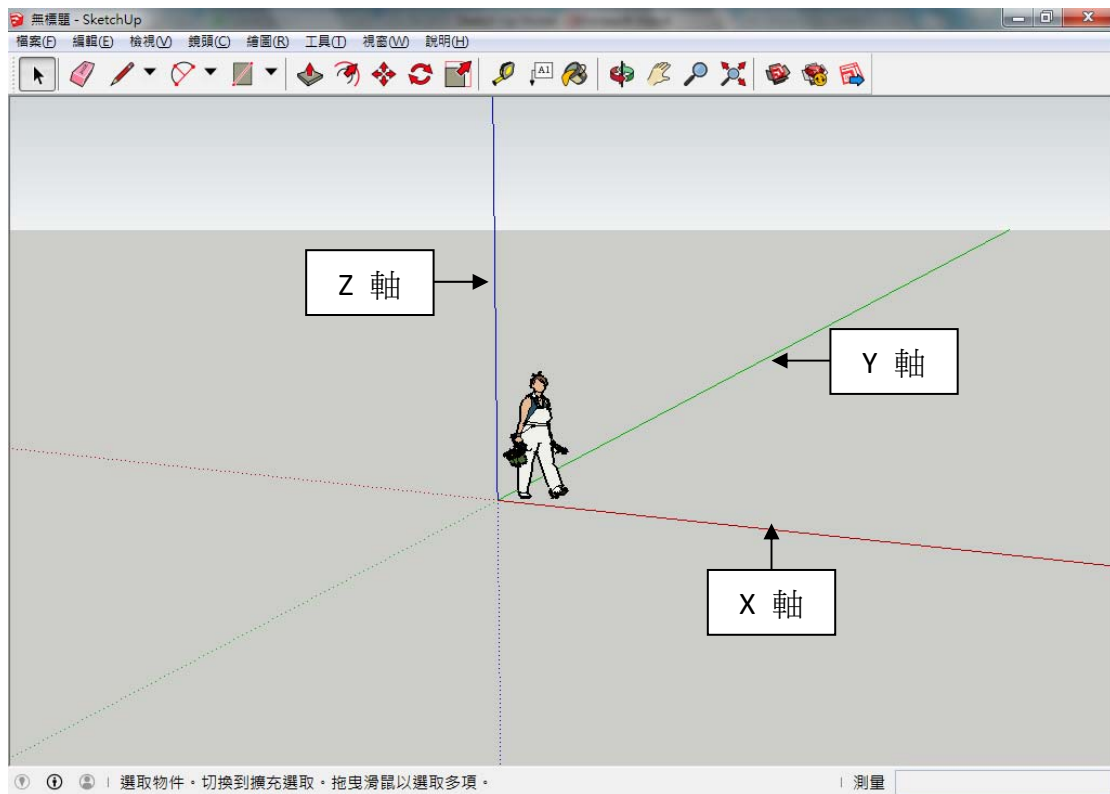 無標題 - SketchUp
檔案(F) 編輯(E) 檢視(V) 鏡頭(C) 繪圖(R) 工具(T) 視窗(W) 說明(H)
A1
Z 軸
Y 軸
X 軸
選取物件。切換到擴充選取。拖曳滑鼠以選取多項。 測量